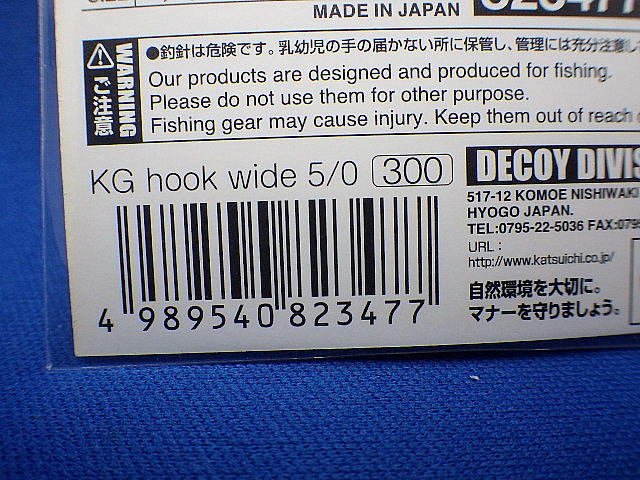 MADE IN JAPAN
WARNING
ご注意
●釣針は危険です。乳幼児の手の届かない所に保管し、管理には充分注意し
Our products are designed and produced for fishing.
Please do not use them for other purpose.
Fishing gear may cause injury. Keep them out of reach
KG hook wide 5/0 300
4 989540 823477
DECOY DIVIS
517-12 KOMOE NISHIWAKI
HYOGO JAPAN.
TEL:0795-22-5036 FAX:0795
URL :
http://www.katsuichi.co.jp/
自然環境を大切に。
マナーを守りましょう。